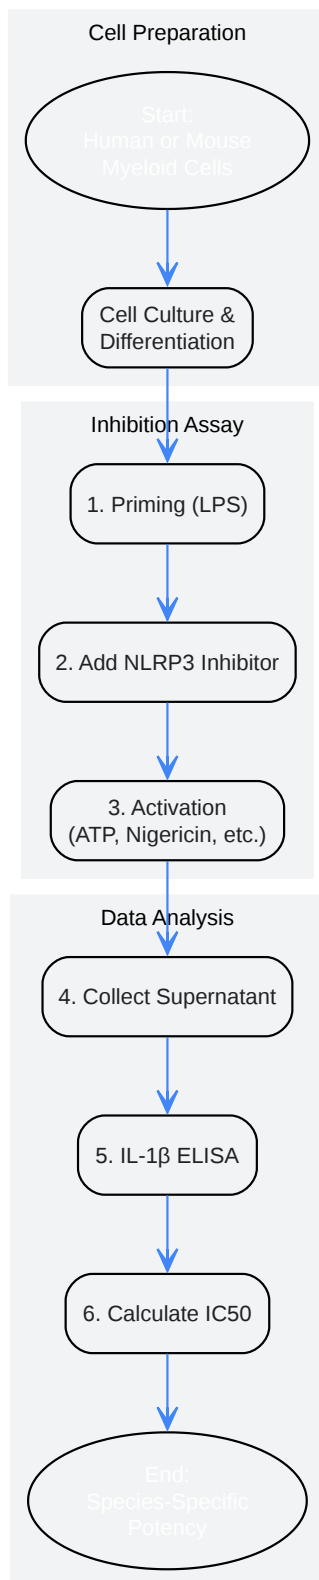 Cell Preparation
Start:
Human or Mouse
Myeloid Cells
Cell Culture &
Differentiation
Inhibition Assay
1. Priming (LPS)
2. Add NLRP3 Inhibitor
3. Activation
(ATP, Nigericin, etc.)
Data Analysis
4. Collect Supernatant
5. IL-1β ELISA
6. Calculate IC50
End:
Species-Specific
Potency